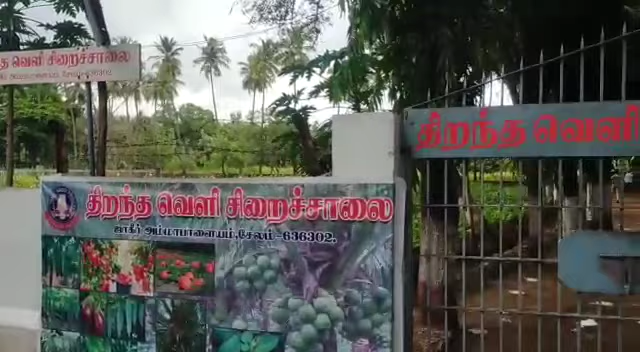 த வெளி சிறைச்சாலை
திறந்த வெளி
திறந்த வெளி சிறைச்சாலை
ஜாகீர் அம்மாபாளையம், சேலம் -636302.